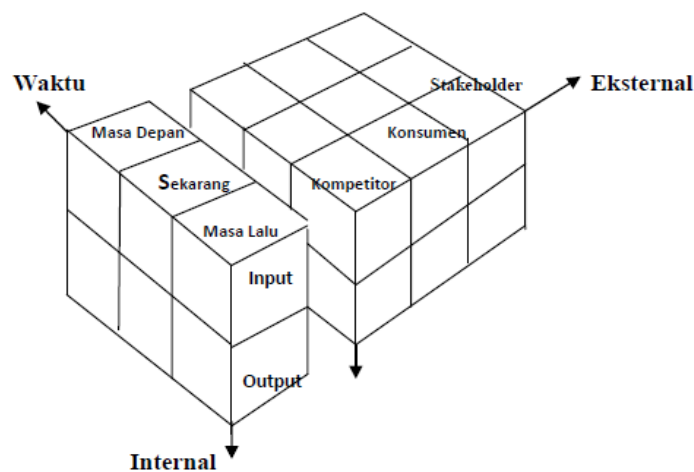 Stakeholder
Waktu
Eksternal
Masa Depan
Konsumen
Sekarang
Kompetitor
Masa Lalu
Input
Output
Internal